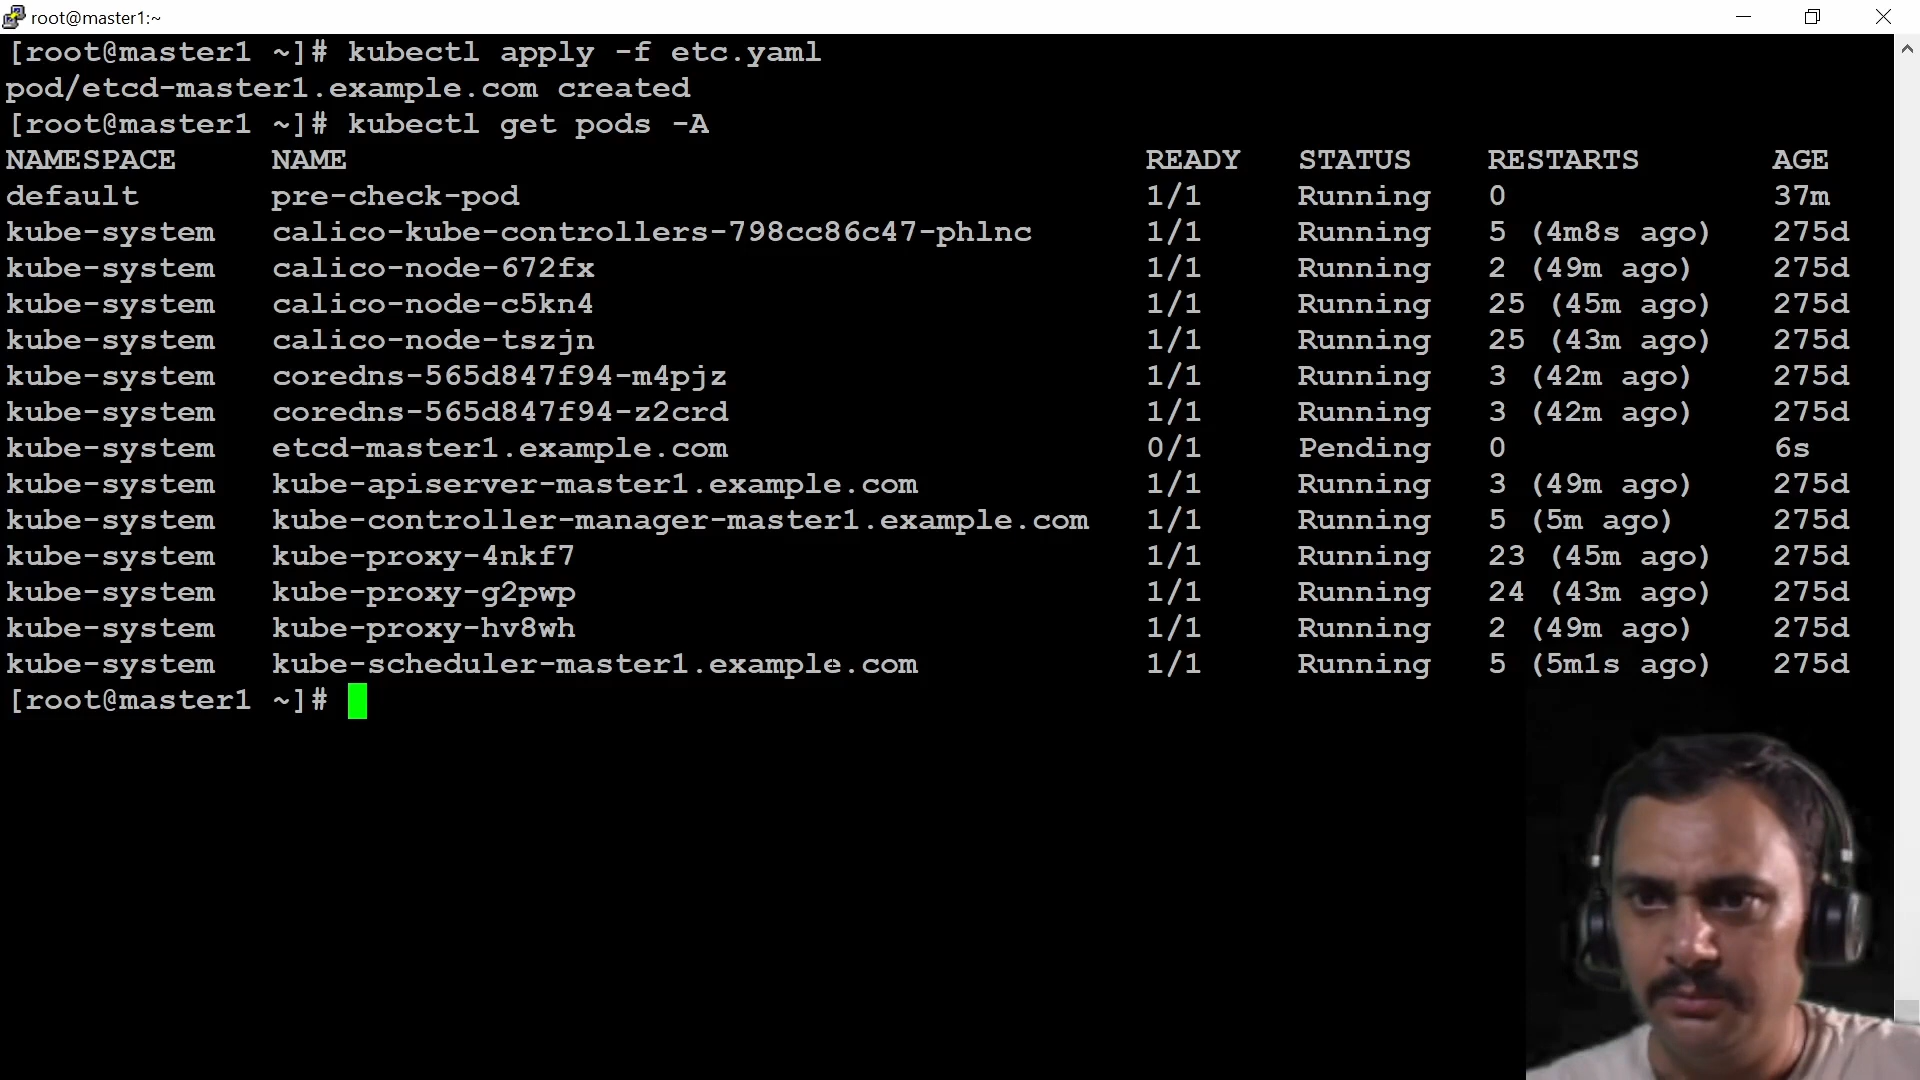 root@master1:~
[root@master1 ~]# kubectl apply -f etc.yaml
pod/etcd-master1.example.com created
[root@master1 ~]# kubectl get pods -A
NAMESPACE NAME READY STATUS RESTARTS AGE
default pre-check-pod 1/1 Running 0 37m
kube-system calico-kube-controllers-798cc86c47-phlnc 1/1 Running 5 (4m8s ago) 275d
kube-system calico-node-672fx 1/1 Running 2 (49m ago) 275d
kube-system calico-node-c5kn4 1/1 Running 25 (45m ago) 275d
kube-system calico-node-tszjn 1/1 Running 25 (43m ago) 275d
kube-system coredns-565d847f94-m4pjz 1/1 Running 3 (42m ago) 275d
kube-system coredns-565d847f94-z2crd 1/1 Running 3 (42m ago) 275d
kube-system etcd-master1.example.com 0/1 Pending 0 6s
kube-system kube-apiserver-master1.example.com 1/1 Running 3 (49m ago) 275d
kube-system kube-controller-manager-master1.example.com 1/1 Running 5 (5m ago) 275d
kube-system kube-proxy-4nkf7 1/1 Running 23 (45m ago) 275d
kube-system kube-proxy-g2pwp 1/1 Running 24 (43m ago) 275d
kube-system kube-proxy-hv8wh 1/1 Running 2 (49m ago) 275d
kube-system kube-scheduler-master1.example.com 1/1 Running 5 (5m1s ago) 275d
[root@master1 ~]#